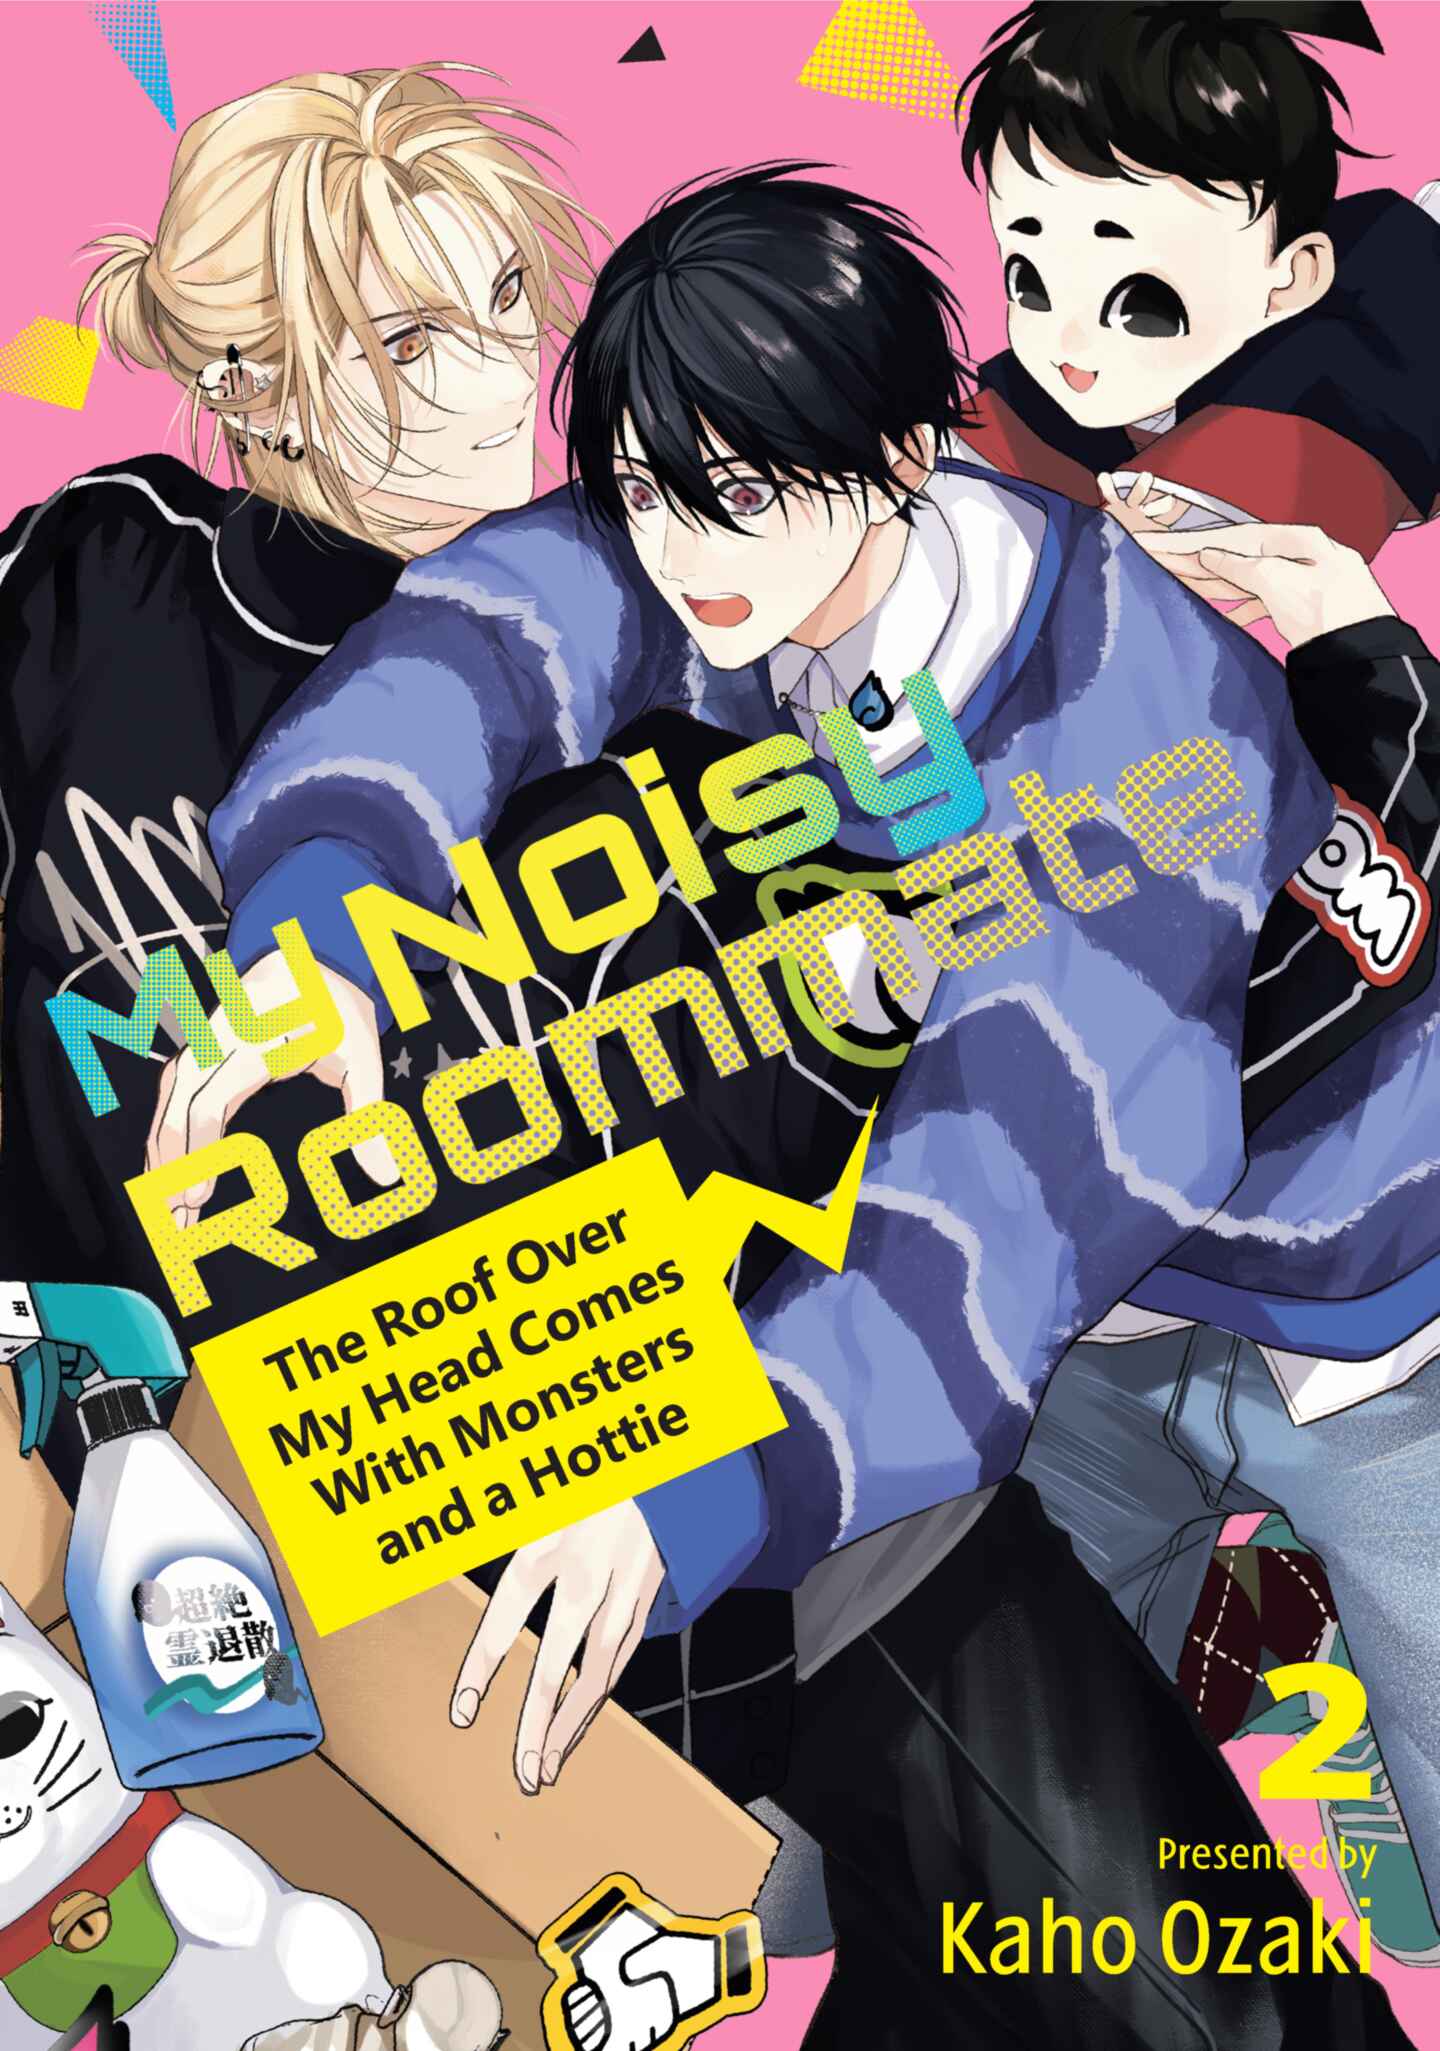 My Noisy
Roommate
The Roof Over
My Head Comes
With Monsters
and a Hottie
超絶
霊退散
2
Presented by
Kaho Ozaki